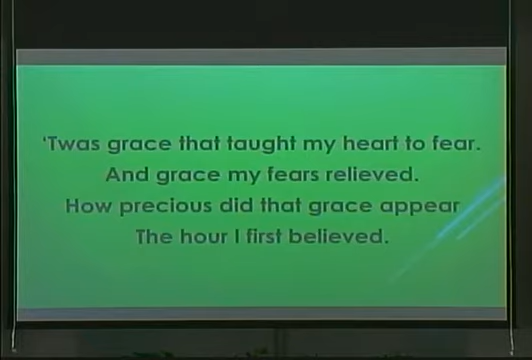 ‘Twas grace that taught my heart to fear.
And grace my fears relieved.
How precious did that grace appear
The hour I first believed.